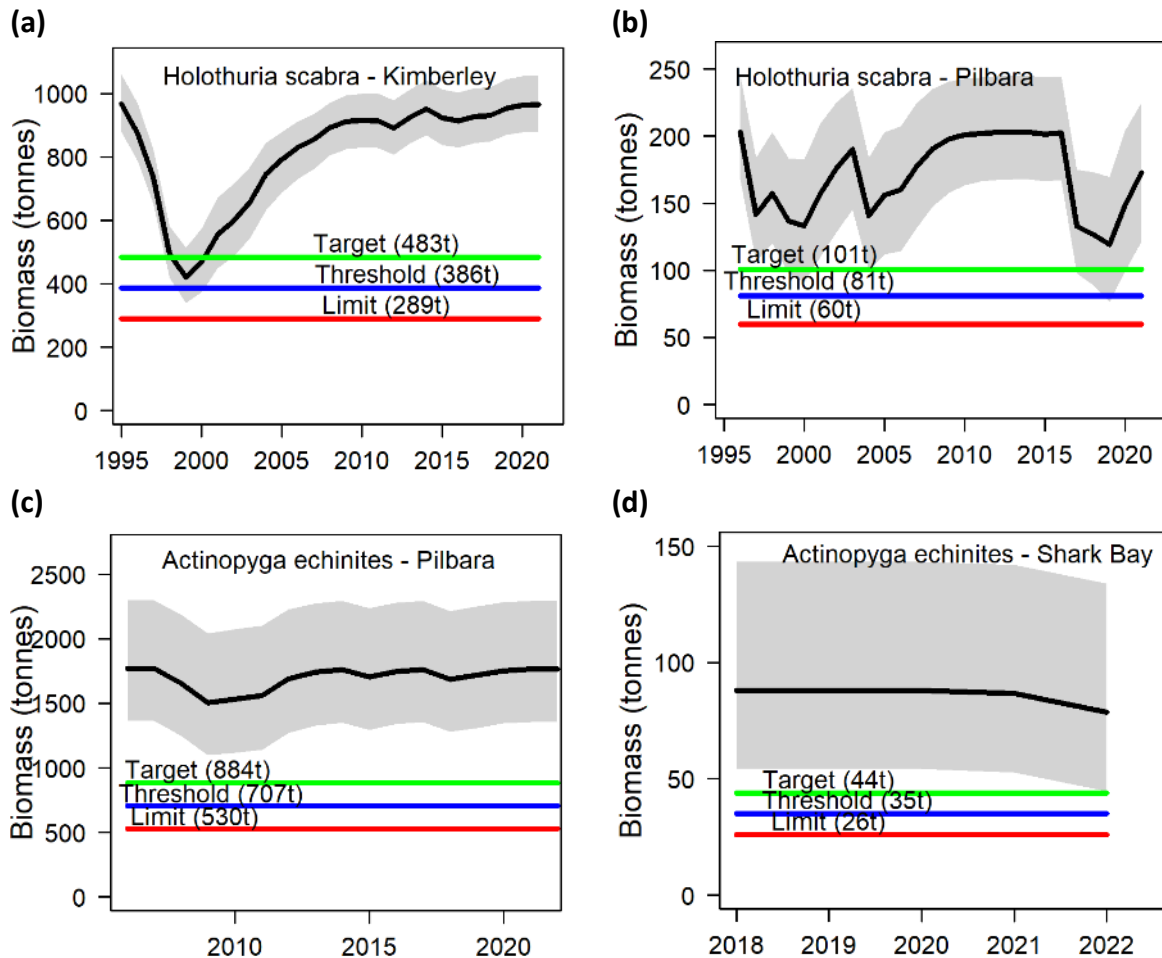 (a)
Holothuria scabra - Kimberley
Biomass (tonnes)
1000
800
600
400
200
0
Target (483t)
Threshold (386t)
Limit (289t)
1995 2000 2005 2010 2015 2020
(b)
Holothuria scabra - Pilbara
Biomass (tonnes)
250
200
150
100
50
0
Target (101t)
Threshold (81t)
Limit (60t)
1995 2000 2005 2010 2015 2020
(c)
Actinopyga echinites - Pilbara
Biomass (tonnes)
2500
2000
1500
1000
500
0
Target (884t)
Threshold (707t)
Limit (530t)
2010 2015 2020
(d)
Actinopyga echinites - Shark Bay
Biomass (tonnes)
150
100
50
0
Target (44t)
Threshold (35t)
Limit (26t)
2018 2019 2020 2021 2022